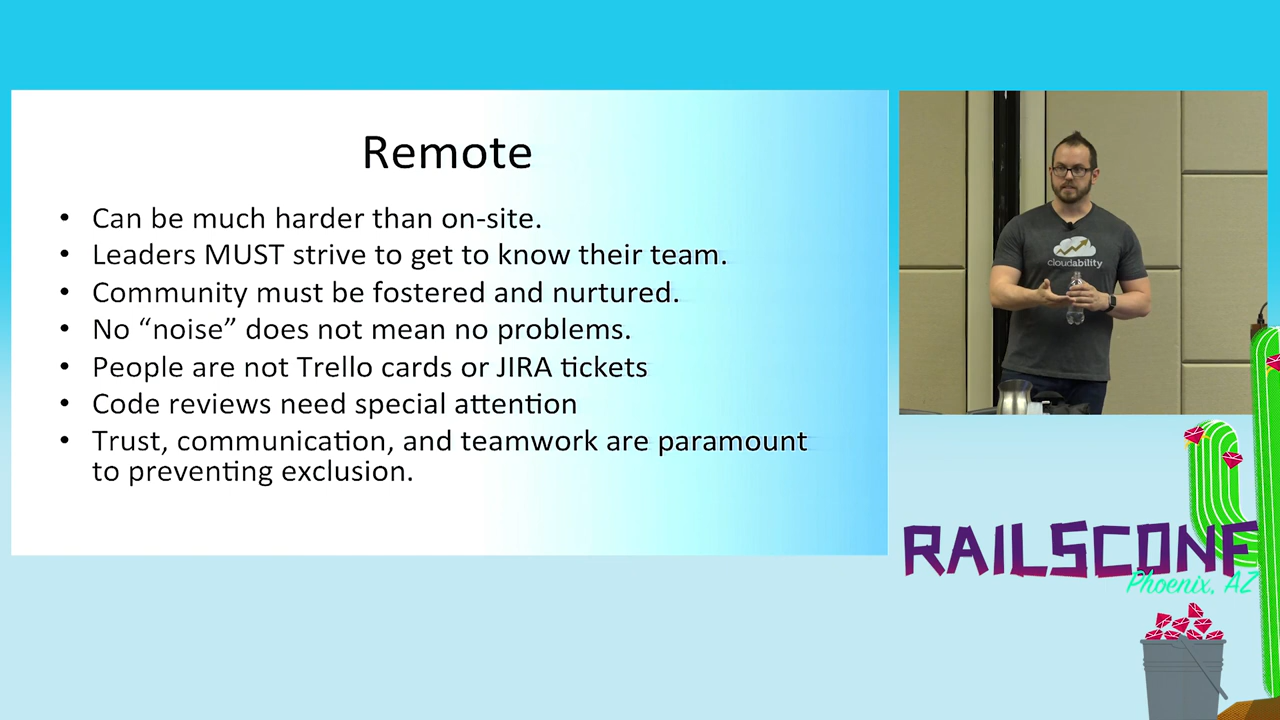 Remote
• Can be much harder than on-site.
• Leaders MUST strive to get to know their team.
• Community must be fostered and nurtured.
• No “noise” does not mean no problems.
• People are not Trello cards or JIRA tickets
• Code reviews need special attention
• Trust, communication, and teamwork are paramount
to preventing exclusion.
cloudability
RAILSCONF
Phoenix, AZ